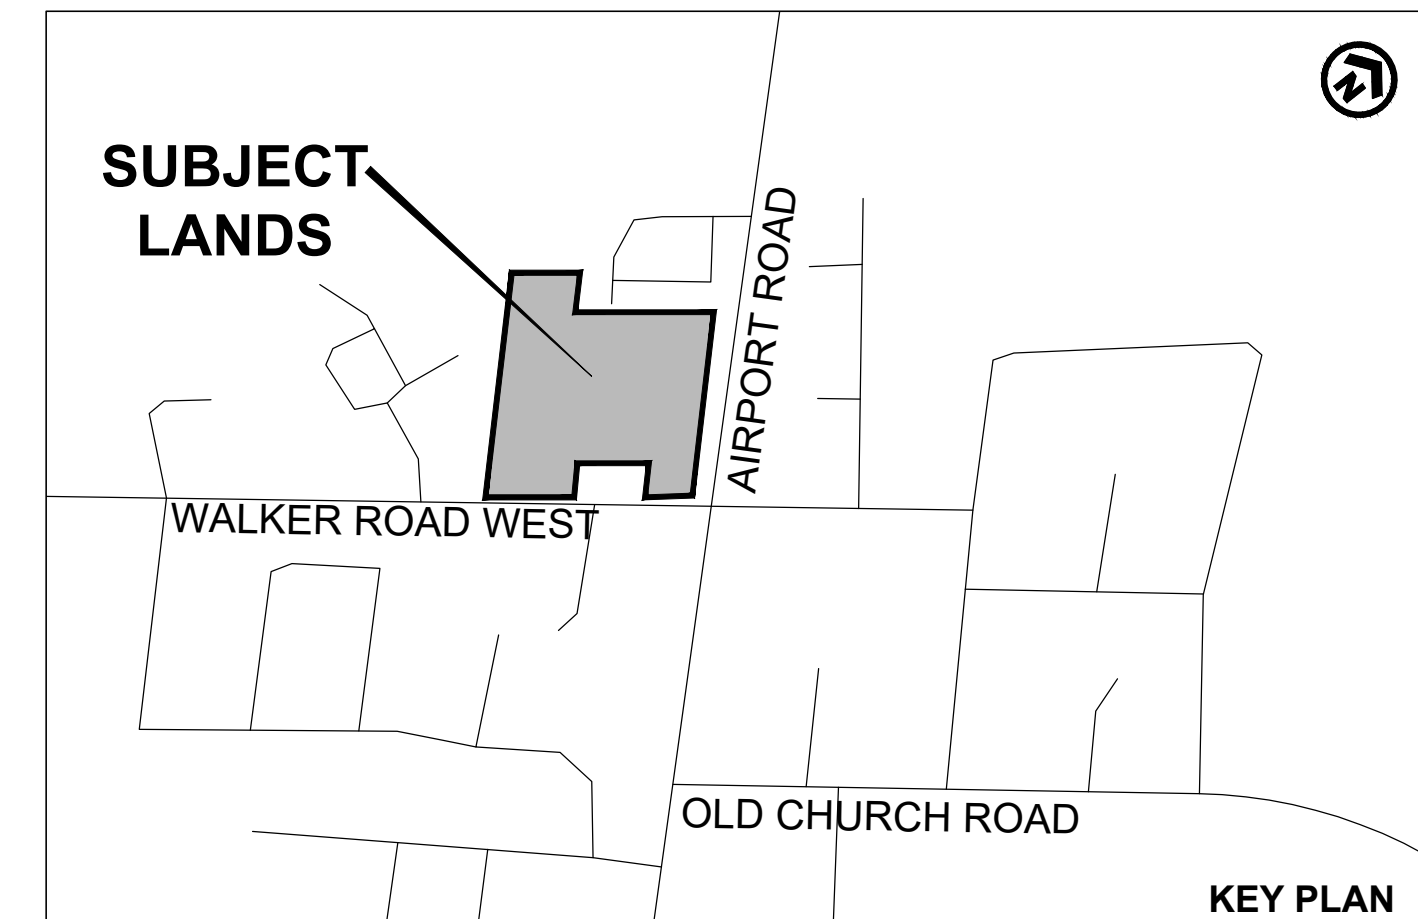 N
SUBJECT
LANDS
AIRPORT ROAD
WALKER ROAD WEST
OLD CHURCH ROAD
KEY PLAN